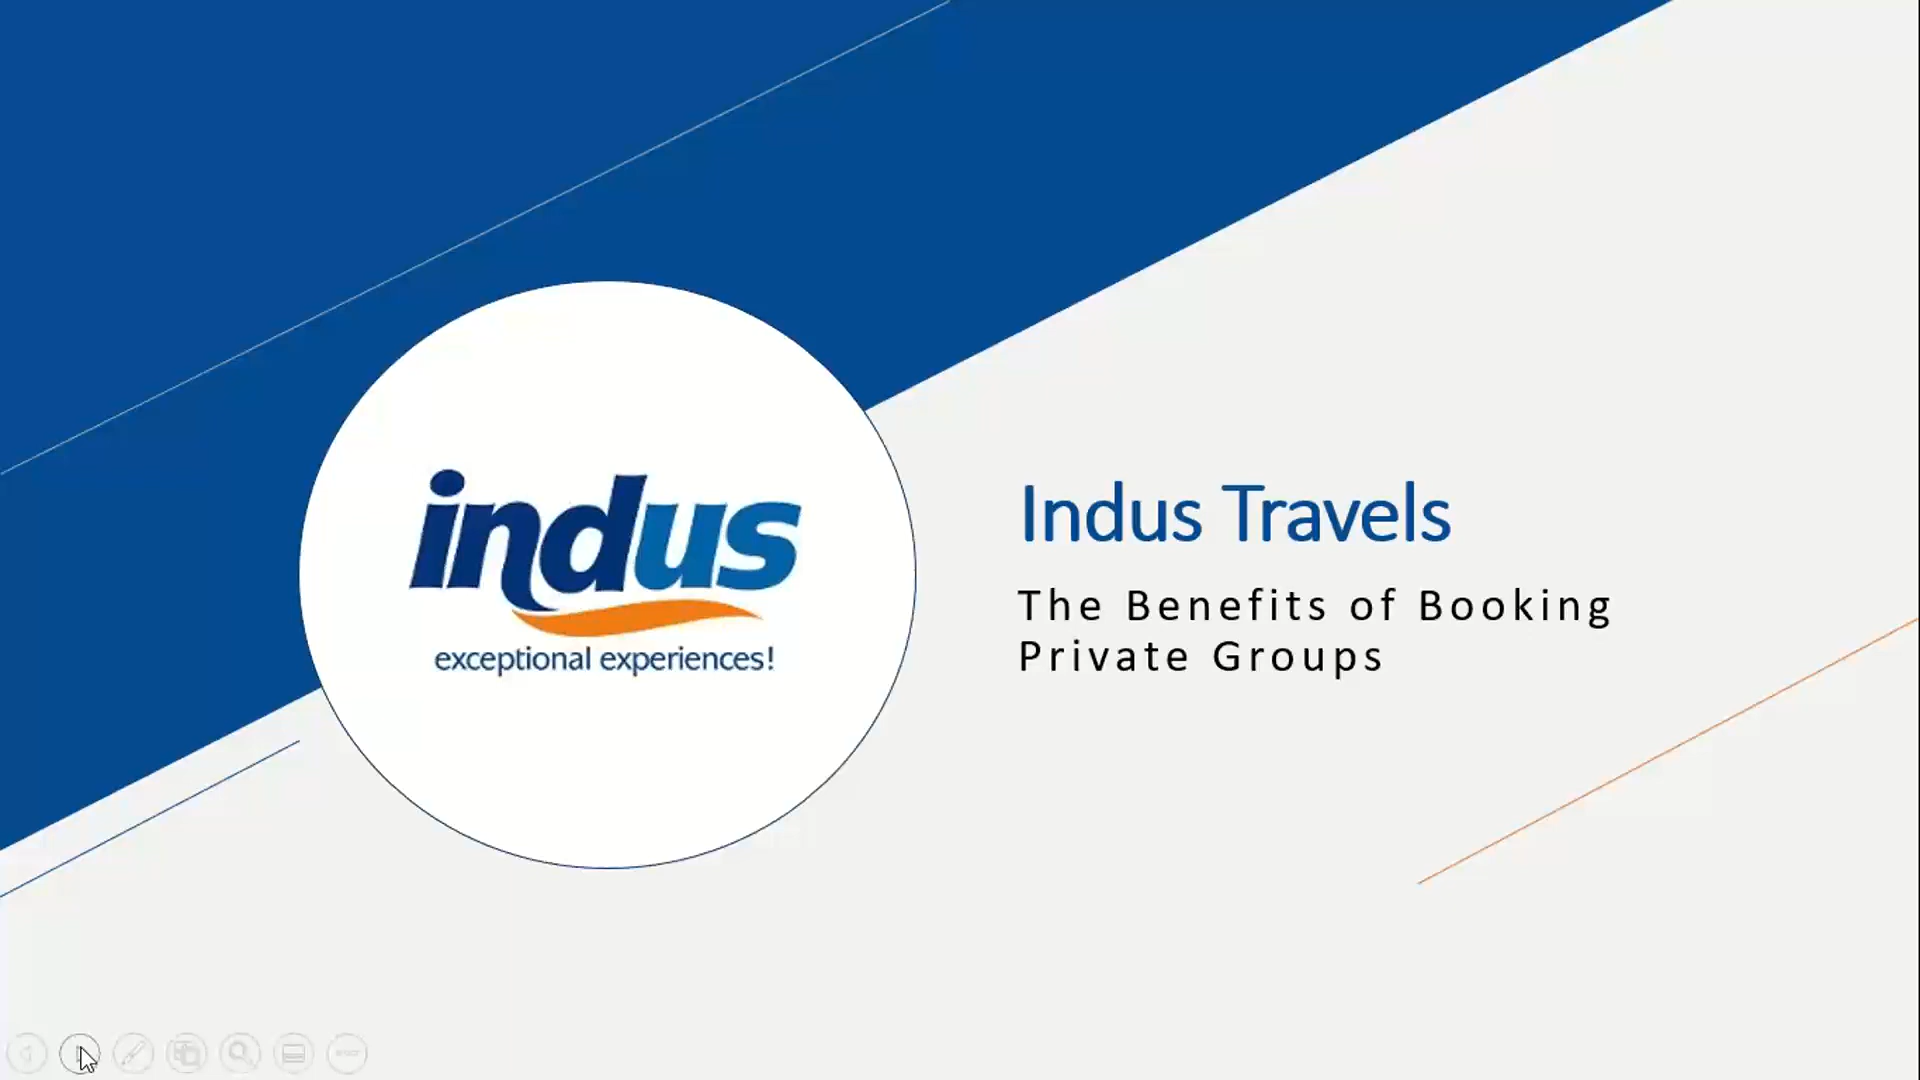 indus
exceptional experiences!
Indus Travels
The Benefits of Booking
Private Groups